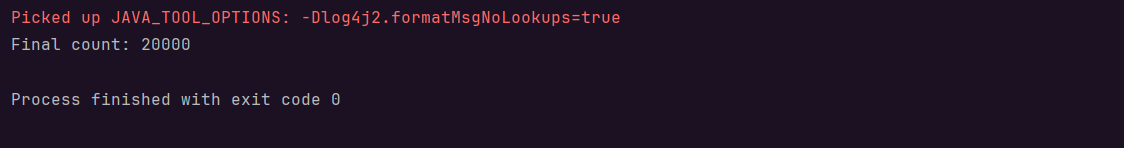 Picked up JAVA_TOOL_OPTIONS: -Dlog4j2.formatMsgNoLookups=true
Final count: 20000
Process finished with exit code 0